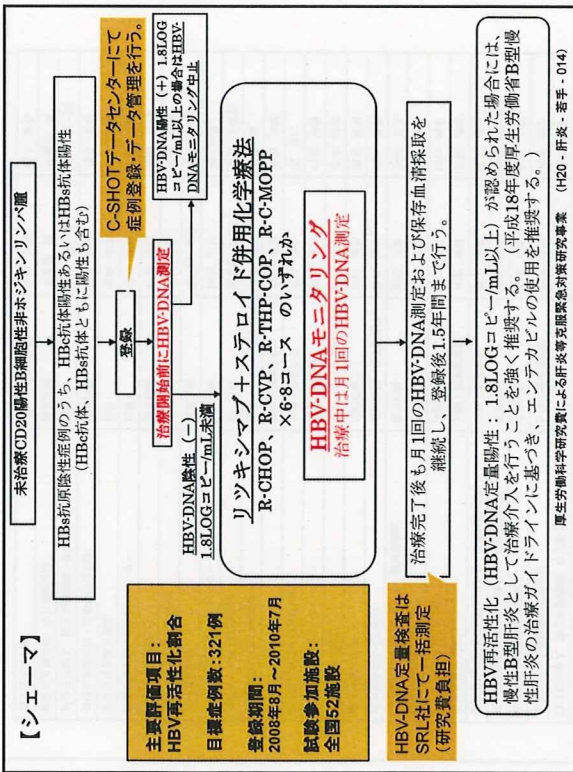 【シェーマ】
未治療CD20陽性B細胞性非ホジキンリンパ腫
HBs抗原陰性症例のうち、HBc抗体陽性あるいはHBs抗体陽性
(HBc抗体、HBs抗体ともに陽性も含む)
C-SHOTデータセンターにて
症例登録・データ管理を行う。
登録
治療開始前にHBV-DNA測定
HBV-DNA陰性（−）
1.8LOGコピー/mL未満
HBV-DNA陽性（+）1.8LOG
コピー/mL以上の場合はHBV-
DNAモニタリング中止
主要評価項目:
HBV再活性化割合
目標症例数:321例
登録期間:
2008年8月～2010年7月
試験参加施設:
全国52施設
リツキシマブ＋ステロイド併用化学療法
R-CHOP、R-CVP、R-THP-COP、R-C-MOPP
×6-8コース のいずれか
HBV-DNAモニタリング
治療中は月1回のHBV-DNA測定
HBV-DNA定量検査は
SRL社にて一括測定
(研究費負担)
治療完了後も月1回のHBV-DNA測定および保存血清採取を
継続し、登録後1.5年間まで行う。
HBV再活性化（HBV-DNA定量陽性：1.8LOGコピー/mL以上）が認められた場合には、
慢性B型肝炎として治療介入を行うことを強く推奨する。（平成18年度厚生労働省B型慢
性肝炎の治療ガイドラインに基づき、エンテカビルの使用を推奨する。）
厚生労働科学研究費による肝炎等克服緊急対策研究事業 (H20-肝炎-若手-014)